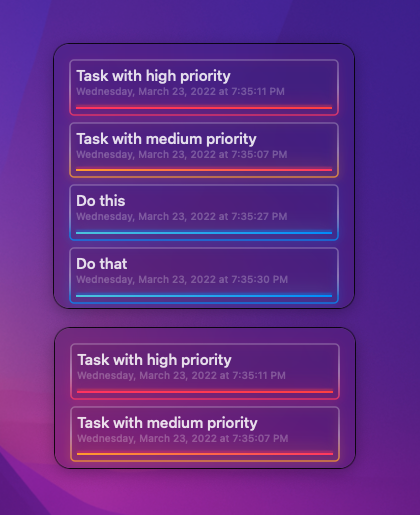 Task with high priority
Wednesday, March 23, 2022 at 7:35:11 PM
Task with medium priority
Wednesday, March 23, 2022 at 7:35:07 PM
Do this
Wednesday, March 23, 2022 at 7:35:27 PM
Do that
Wednesday, March 23, 2022 at 7:35:30 PM
Task with high priority
Wednesday, March 23, 2022 at 7:35:11 PM
Task with medium priority
Wednesday, March 23, 2022 at 7:35:07 PM